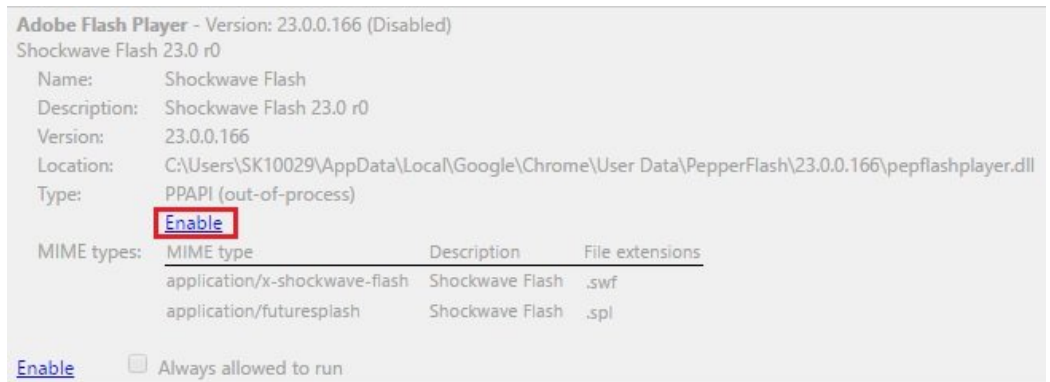 Adobe Flash Player - Version: 23.0.0.166 (Disabled)
Shockwave Flash 23.0 r0
Name: Shockwave Flash
Description: Shockwave Flash 23.0 r0
Version: 23.0.0.166
Location: C:\Users\SK10029\AppData\Local\Google\Chrome\User Data\PepperFlash\23.0.0.166\pepflashplayer.dll
Type: PPAPI (out-of-process)
Enable
MIME types: MIME type Description File extensions
application/x-shockwave-flash Shockwave Flash .swf
application/futuresplash Shockwave Flash .spl
Enable Always allowed to run